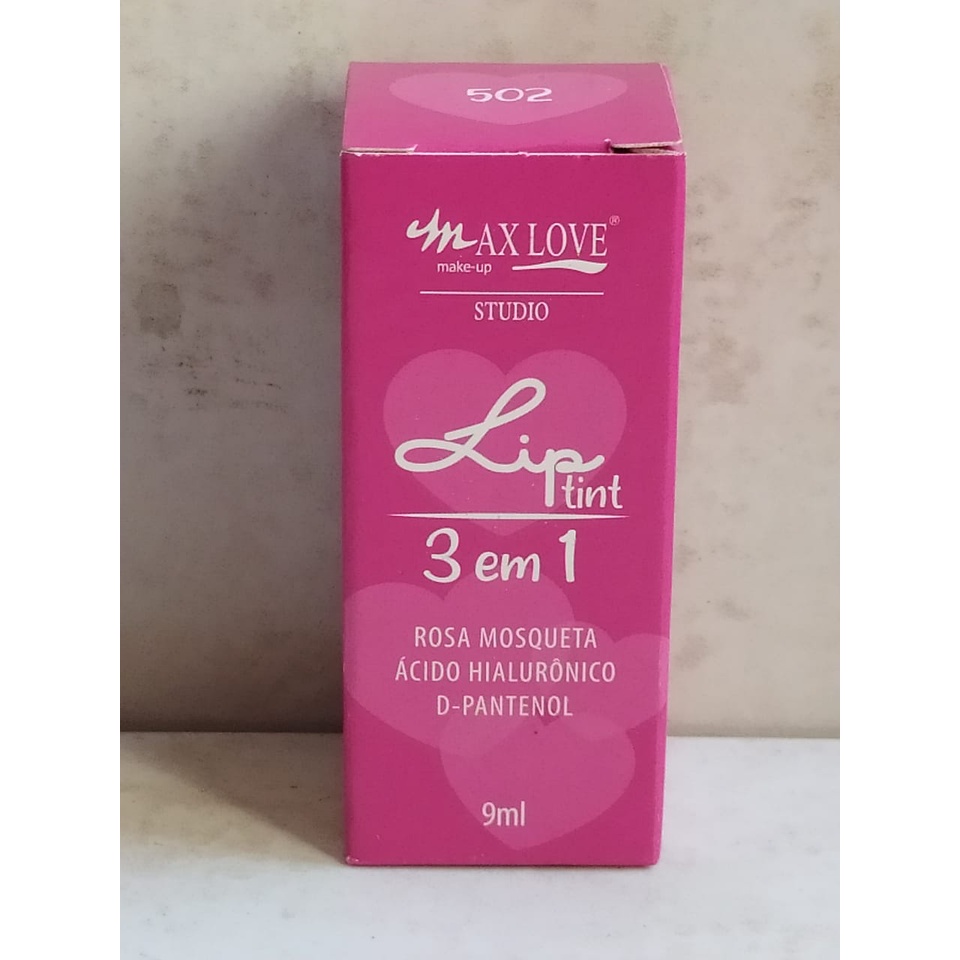 502
MAX LOVE®
make-up
STUDIO
Lip
tint
3 em 1
ROSA MOSQUETA
ÁCIDO HIALURÔNICO
D-PANTENOL
9ml